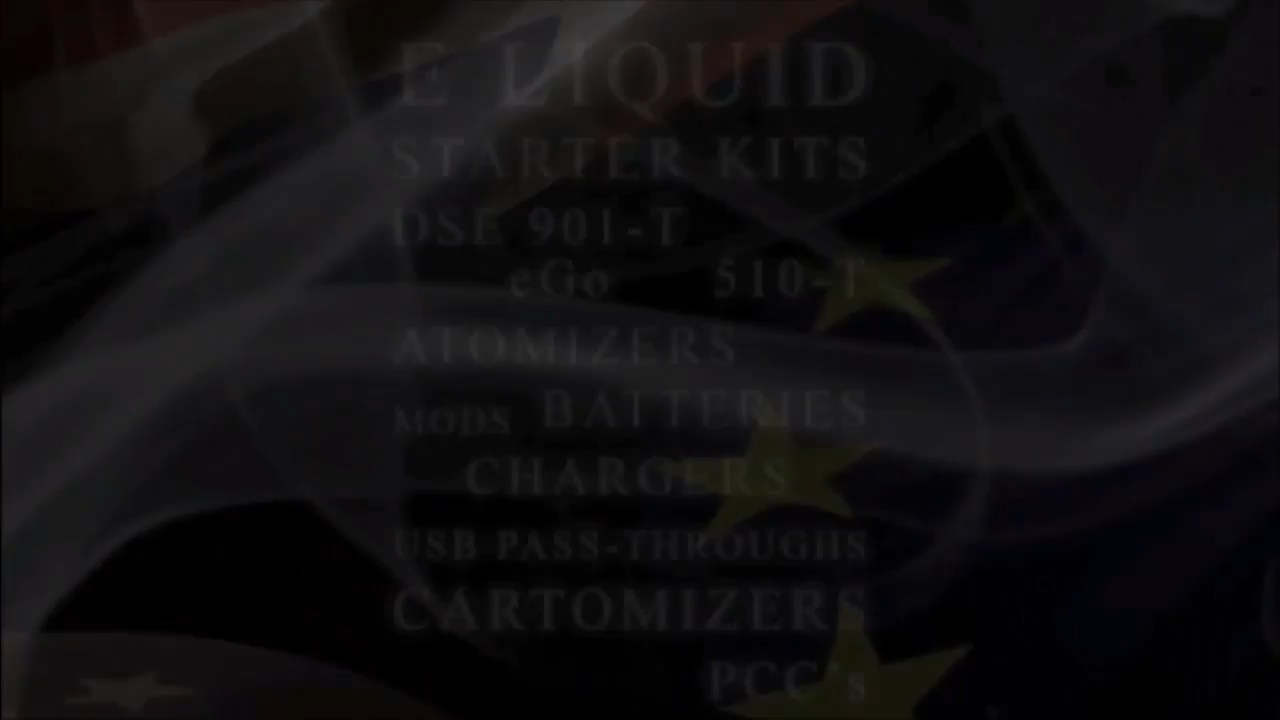 E LIQUID
STARTER KITS
DSE 901-T
eGo 510-T
ATOMIZERS
MODS BATTERIES
CHARGERS
USB PASS-THROUGHS
CARTOMIZERS
PCC's